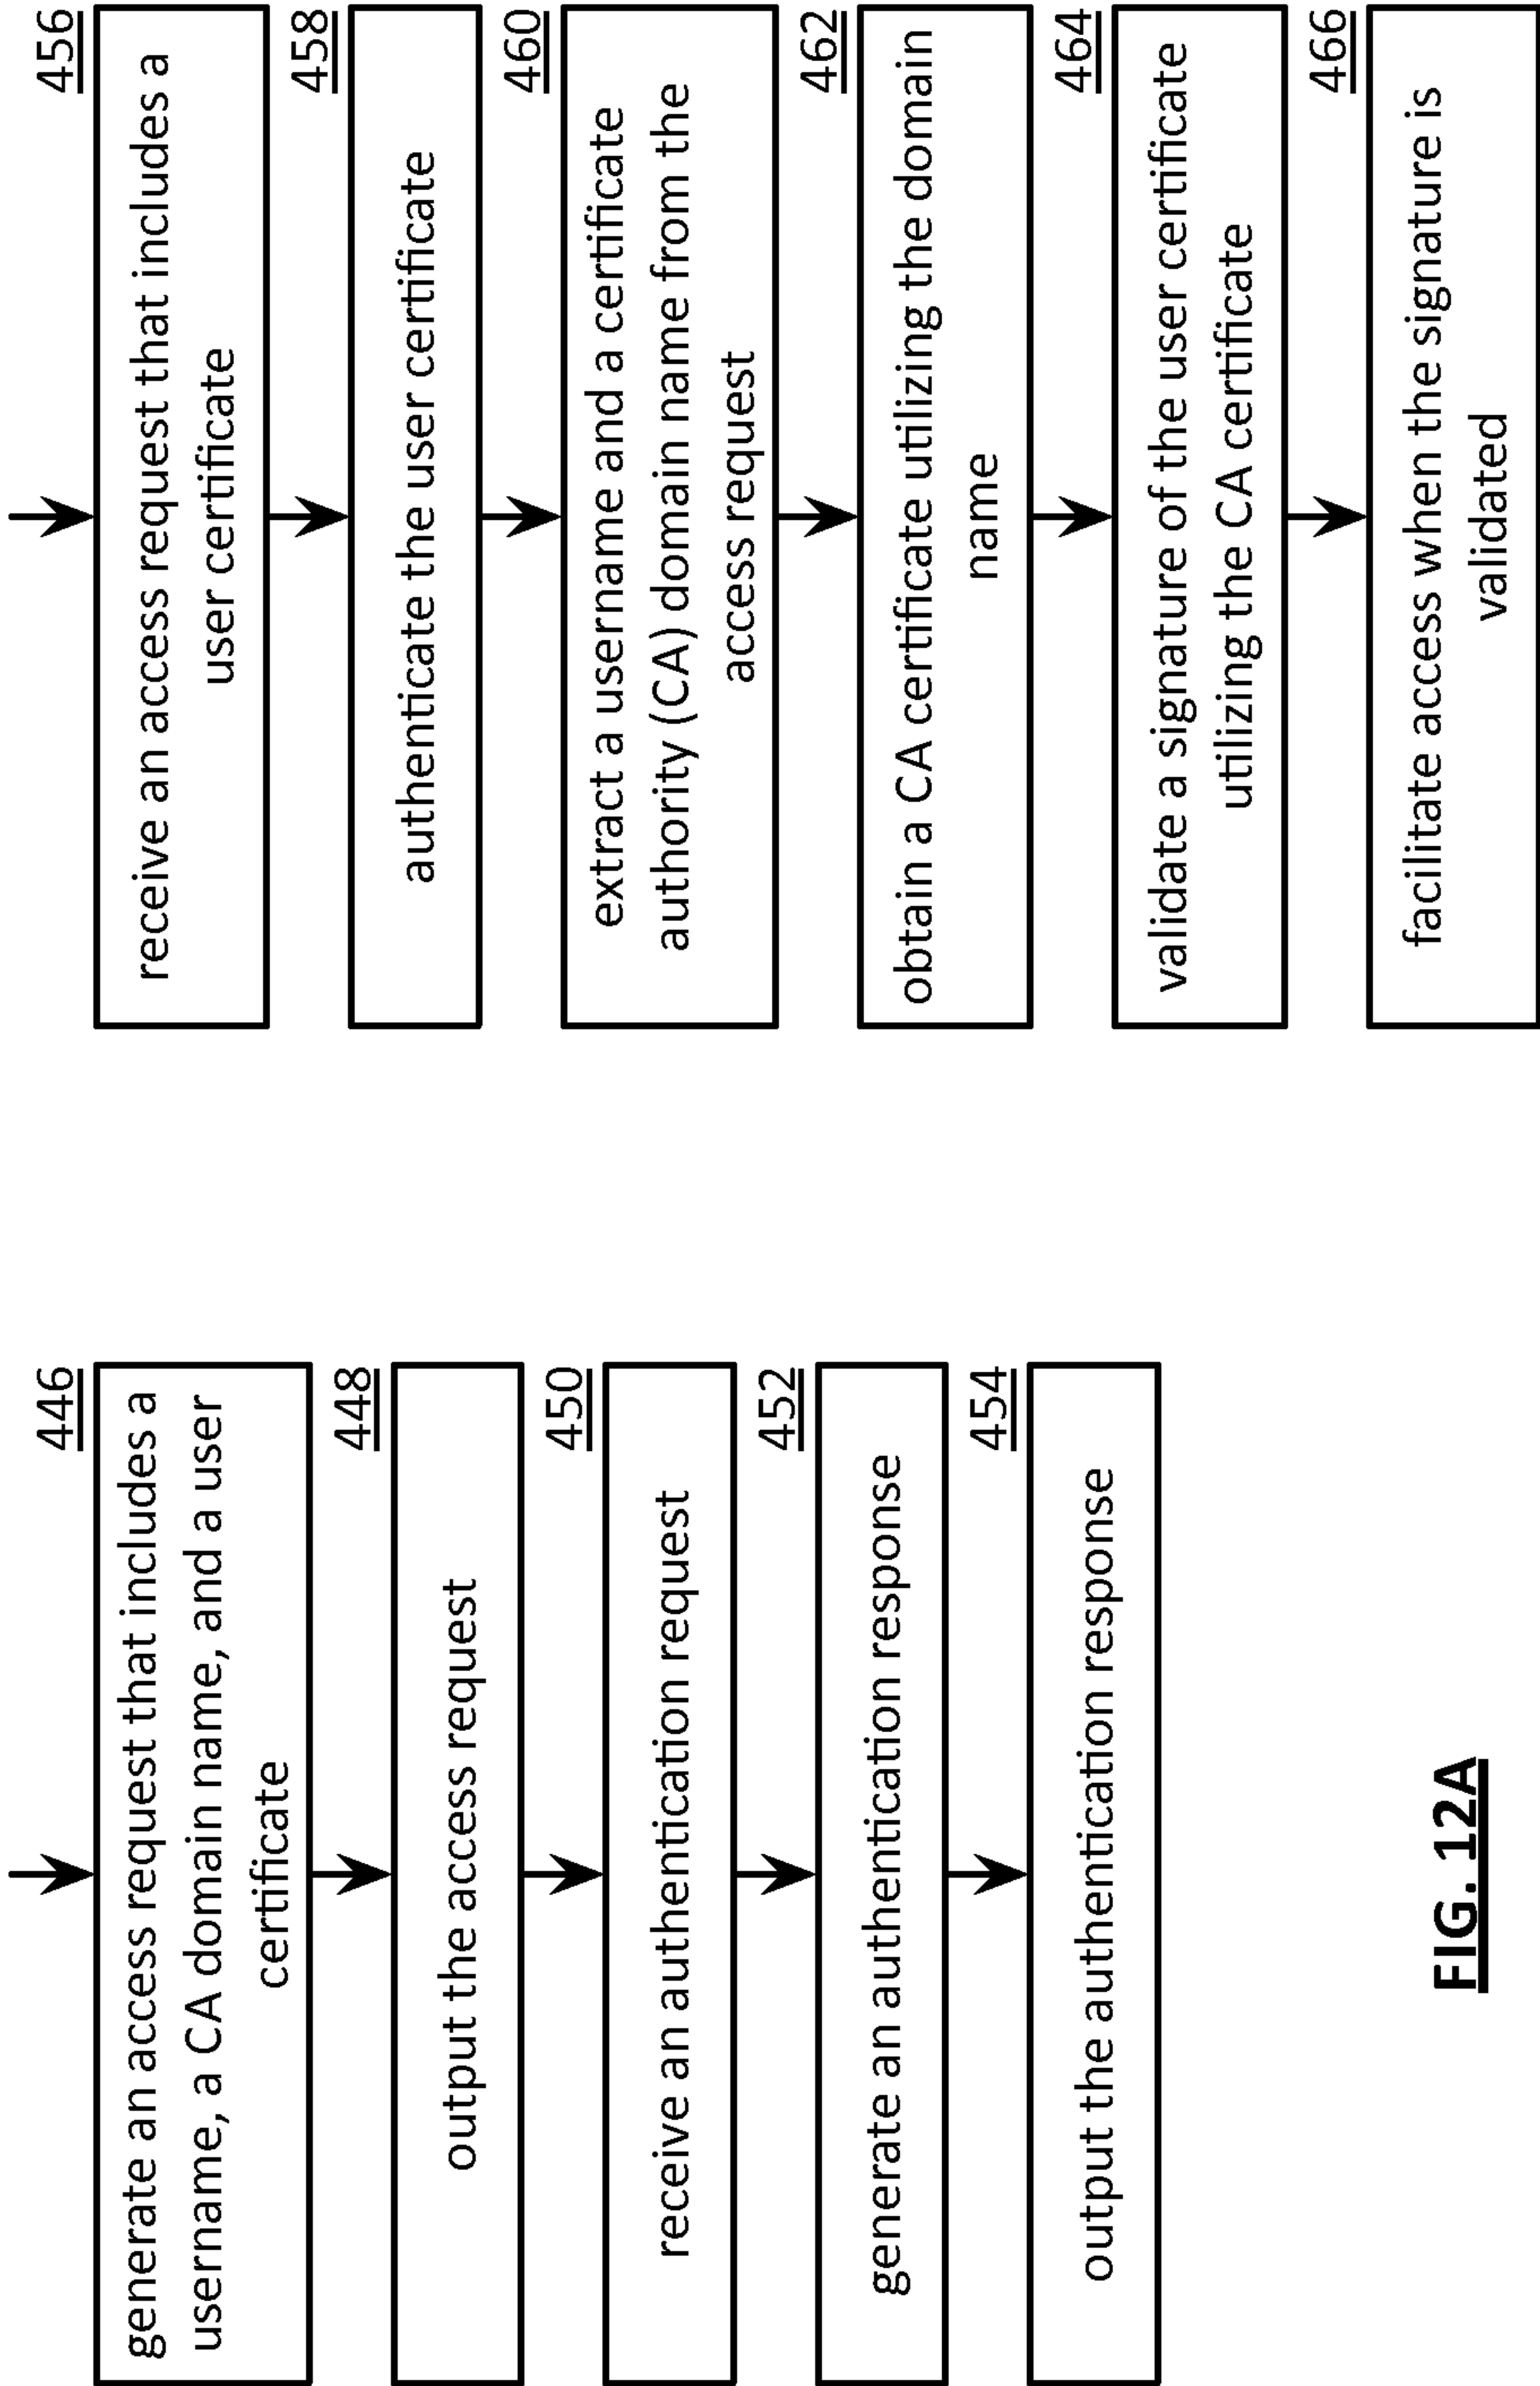 446
generate an access request that includes a
username, a CA domain name, and a user
certificate
448
output the access request
450
receive an authentication request
452
generate an authentication response
454
output the authentication response
FIG. 12A
456
receive an access request that includes a
user certificate
458
authenticate the user certificate
460
extract a username and a certificate
authority (CA) domain name from the
access request
462
obtain a CA certificate utilizing the domain
name
464
validate a signature of the user certificate
utilizing the CA certificate
466
facilitate access when the signature is
validated